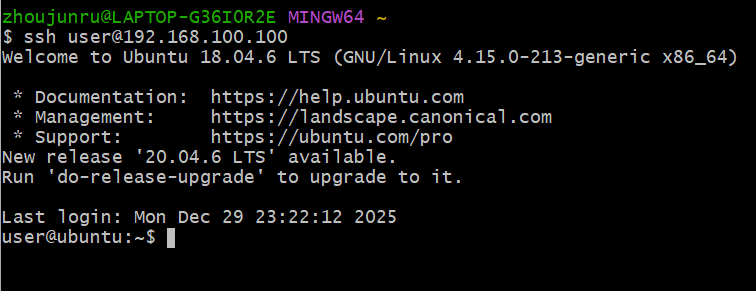 zhoujunru@LAPTOP-G36IOR2E MINGW64 ~
$ ssh user@192.168.100.100
Welcome to Ubuntu 18.04.6 LTS (GNU/Linux 4.15.0-213-generic x86_64)

 * Documentation:  https://help.ubuntu.com
 * Management:     https://landscape.canonical.com
 * Support:        https://ubuntu.com/pro
New release '20.04.6 LTS' available.
Run 'do-release-upgrade' to upgrade to it.

Last login: Mon Dec 29 23:22:12 2025
user@ubuntu:~$